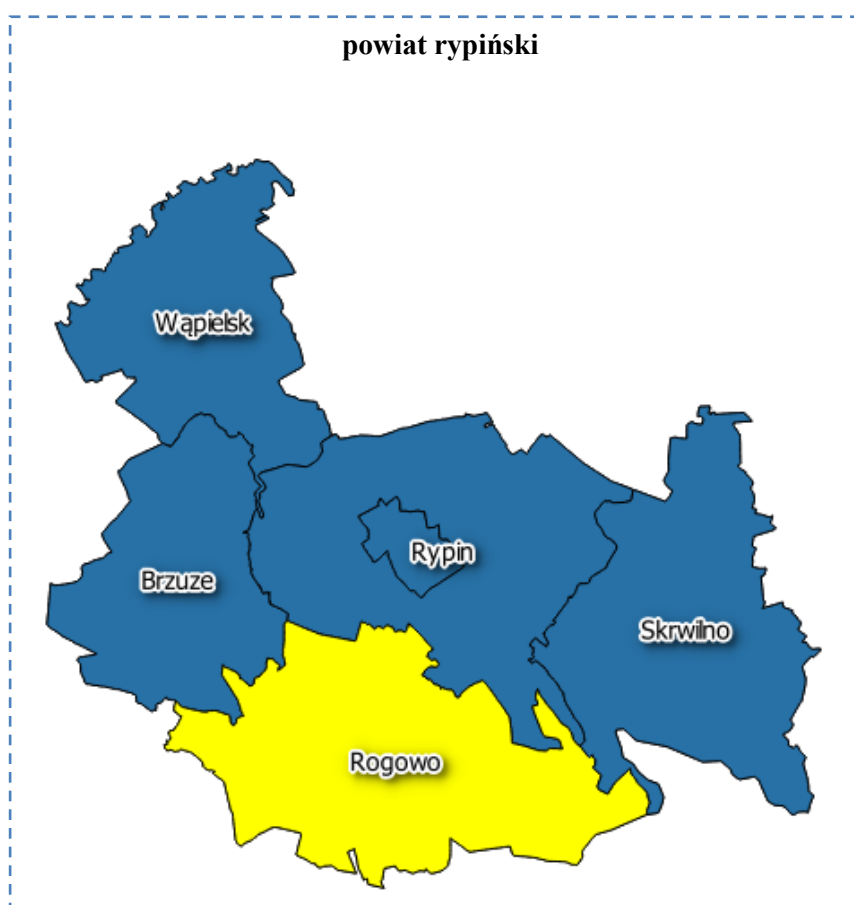 powiat rypiński
Wąpielsk
Rypin
Brzuze
Skrwilno
Rogowo